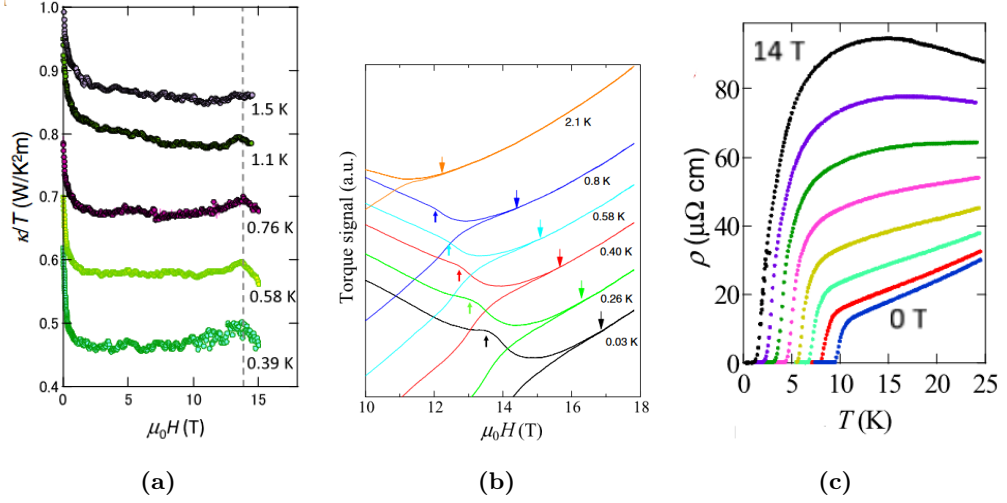 1.0
0.9
0.8
0.7
0.6
0.5
0.4
κ/T (W/K²m)
1.5 K
1.1 K
0.76 K
0.58 K
0.39 K
0
5
10
15
μ₀H (T)
(a)
Torque signal (a.u.)
2.1 K
0.8 K
0.58 K
0.40 K
0.26 K
0.03 K
10
12
14
16
18
μ₀H (T)
(b)
80
60
40
20
0
ρ (μΩ cm)
14 T
0 T
0
5
10
15
20
25
T (K)
(c)